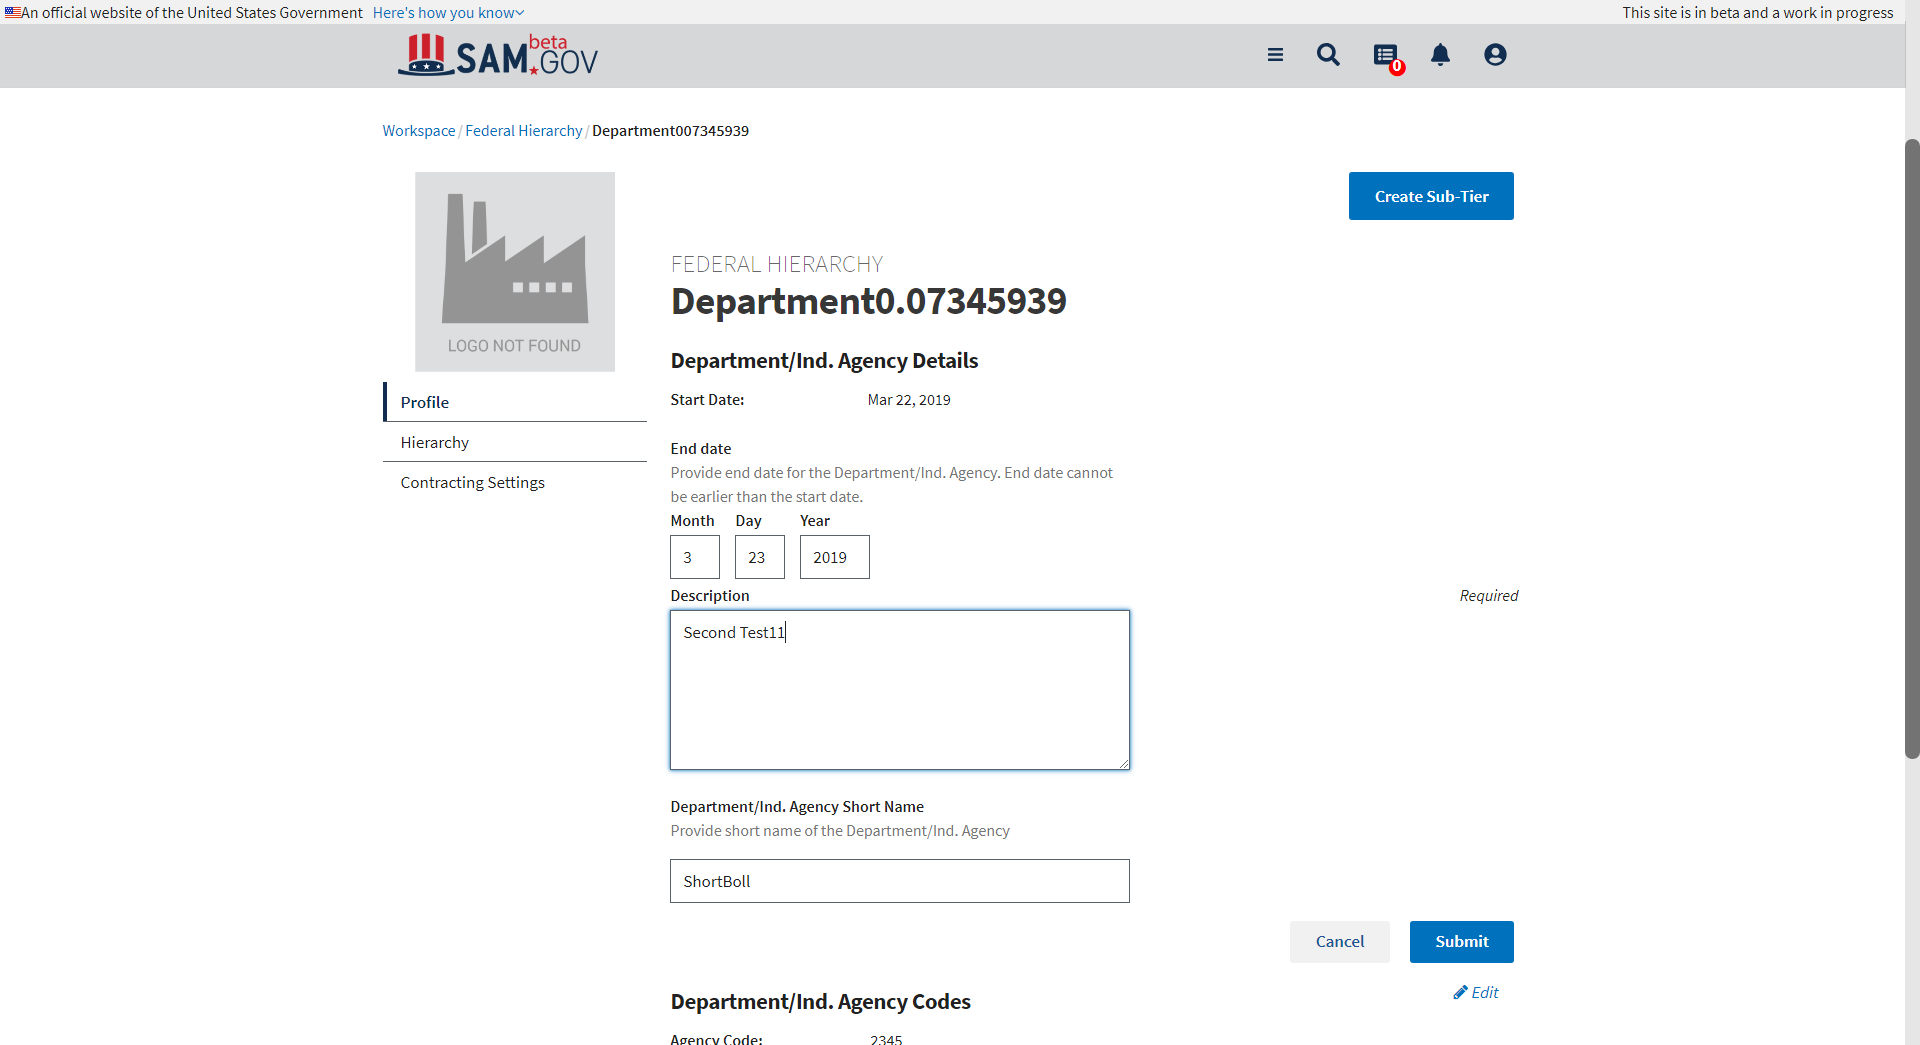 An official website of the United States Government Here's how you know
This site is in beta and a work in progress
SAM.GOV beta
0
Workspace / Federal Hierarchy / Department007345939
LOGO NOT FOUND
Create Sub-Tier
FEDERAL HIERARCHY
Department0.07345939
Profile
Hierarchy
Contracting Settings
Department/Ind. Agency Details
Start Date: Mar 22, 2019
End date
Provide end date for the Department/Ind. Agency. End date cannot
be earlier than the start date.
Month Day Year
3 23 2019
Description Required
Second Test11
Department/Ind. Agency Short Name
Provide short name of the Department/Ind. Agency
ShortBoll
Cancel Submit
Edit
Department/Ind. Agency Codes
Agency Code: 2345